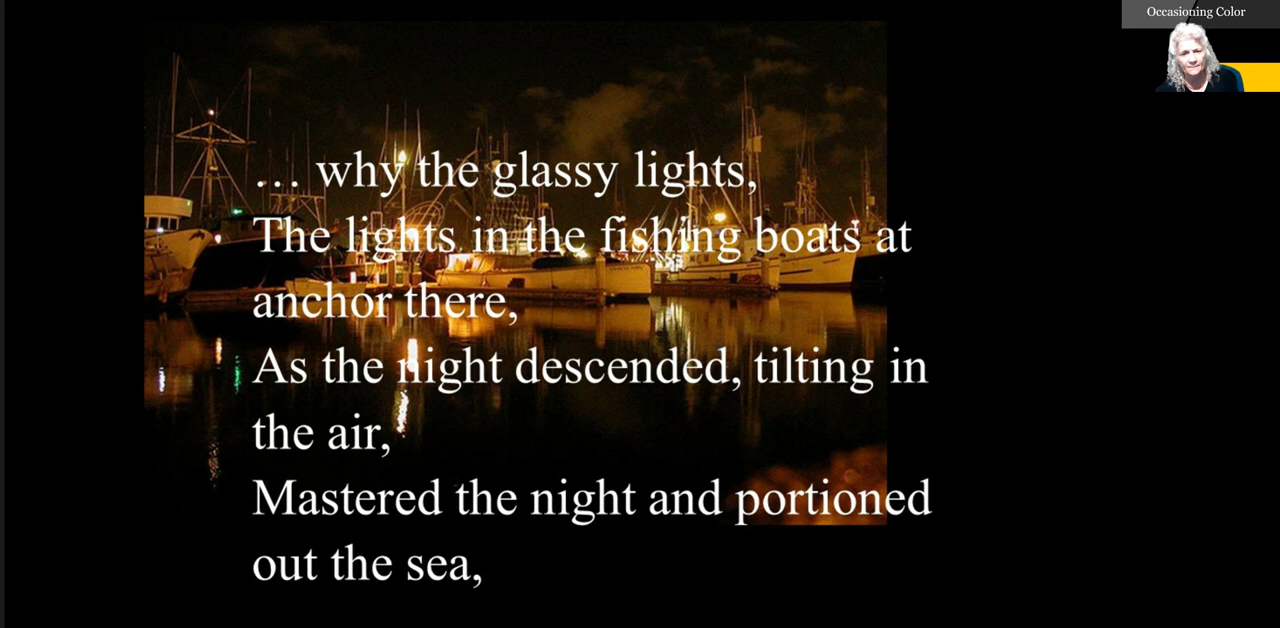 Occasioning Color
… why the glassy lights,
The lights in the fishing boats at
anchor there,
As the night descended, tilting in
the air,
Mastered the night and portioned
out the sea,